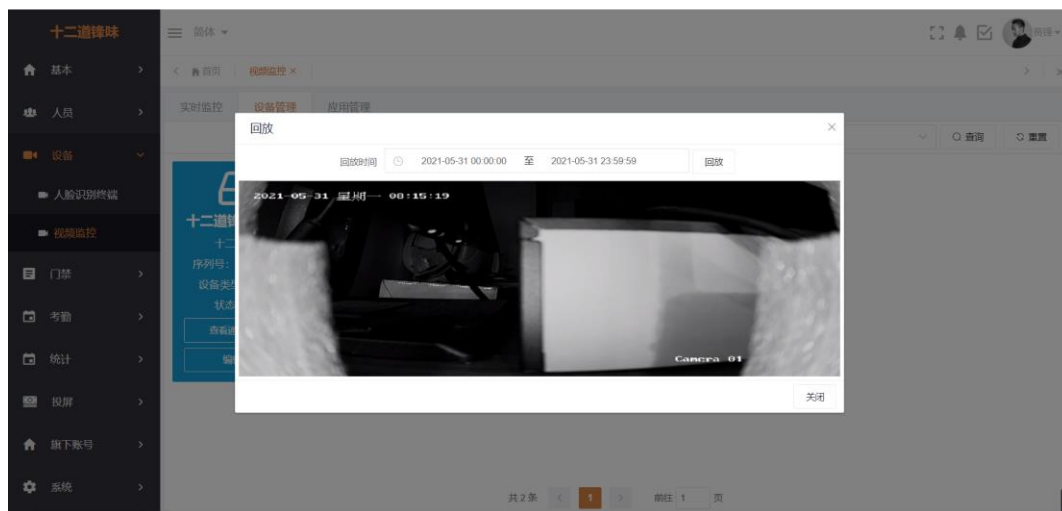 十二道锋味
简体
基本
首页
视频监控 ×
人员
实时监控
设备管理
应用管理
回放
查询
重置
设备
回放时间
2021-05-31 00:00:00 至 2021-05-31 23:59:59
回放
人脸识别终端
2021-05-31 星期一 00:15:19
视频监控
序列号:
门禁
考勤
统计
Camera 01
投屏
关闭
旗下账号
系统
共 2 条
1
前往 1 页